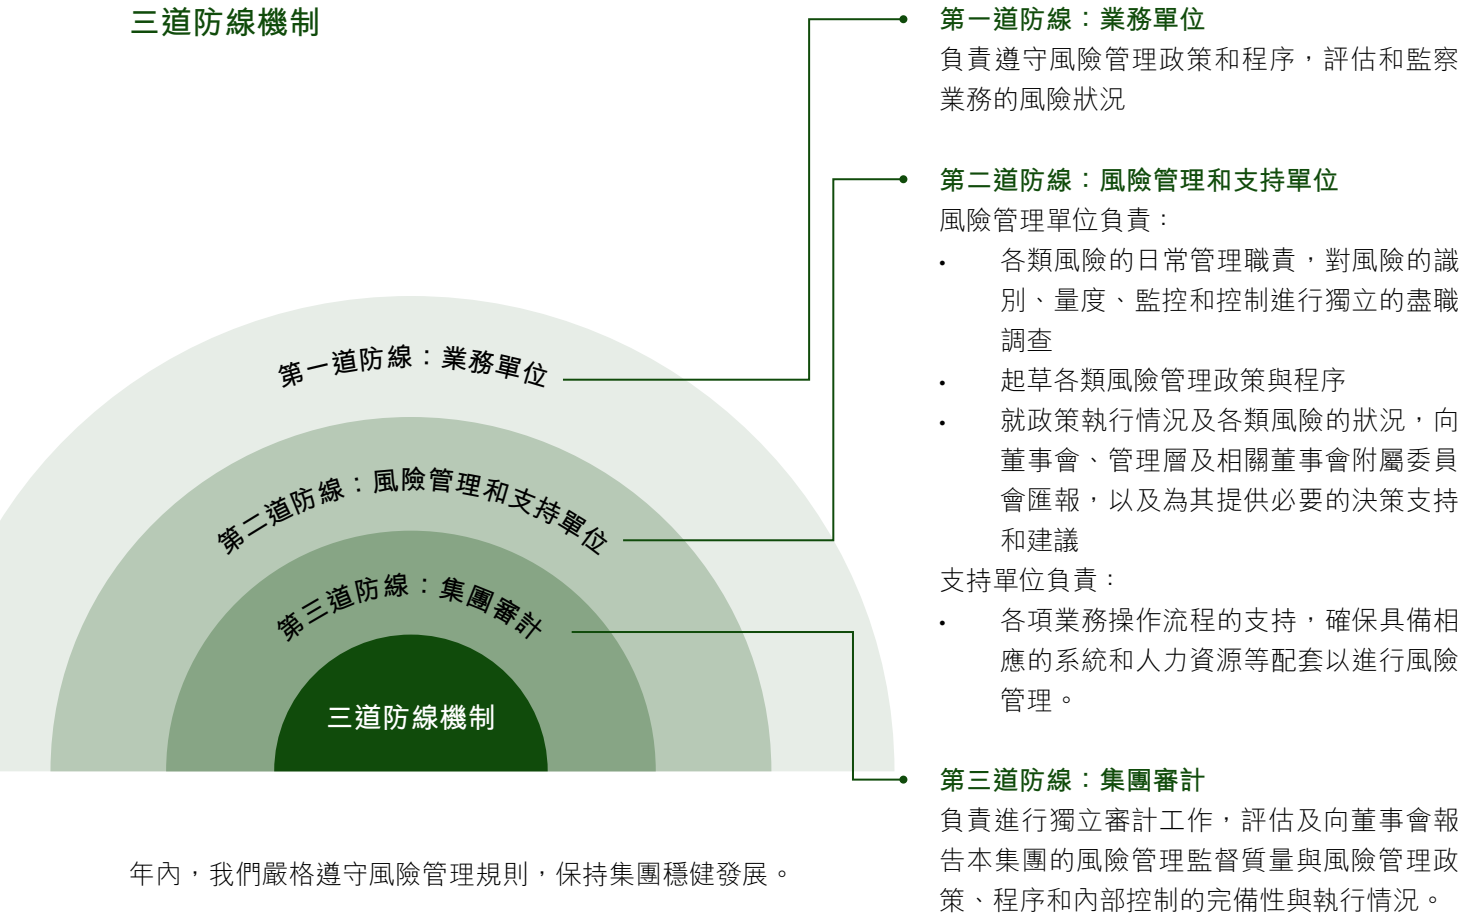 三道防線機制
第一道防線：業務單位
第二道防線：風險管理和支持單位
第三道防線：集團審計
三道防線機制
年內，我們嚴格遵守風險管理規則，保持集團穩健發展。
第一道防線：業務單位
負責遵守風險管理政策和程序，評估和監察
業務的風險狀況
第二道防線：風險管理和支持單位
風險管理單位負責：
• 各類風險的日常管理職責，對風險的識
別、量度、監控和控制進行獨立的盡職
調查
• 起草各類風險管理政策與程序
• 就政策執行情況及各類風險的狀況，向
董事會、管理層及相關董事會附屬委員
會匯報，以及為其提供必要的決策支持
和建議
支持單位負責：
• 各項業務操作流程的支持，確保具備相
應的系統和人力資源等配套以進行風險
管理。
第三道防線：集團審計
負責進行獨立審計工作，評估及向董事會報
告本集團的風險管理監督質量與風險管理政
策、程序和內部控制的完備性與執行情況。